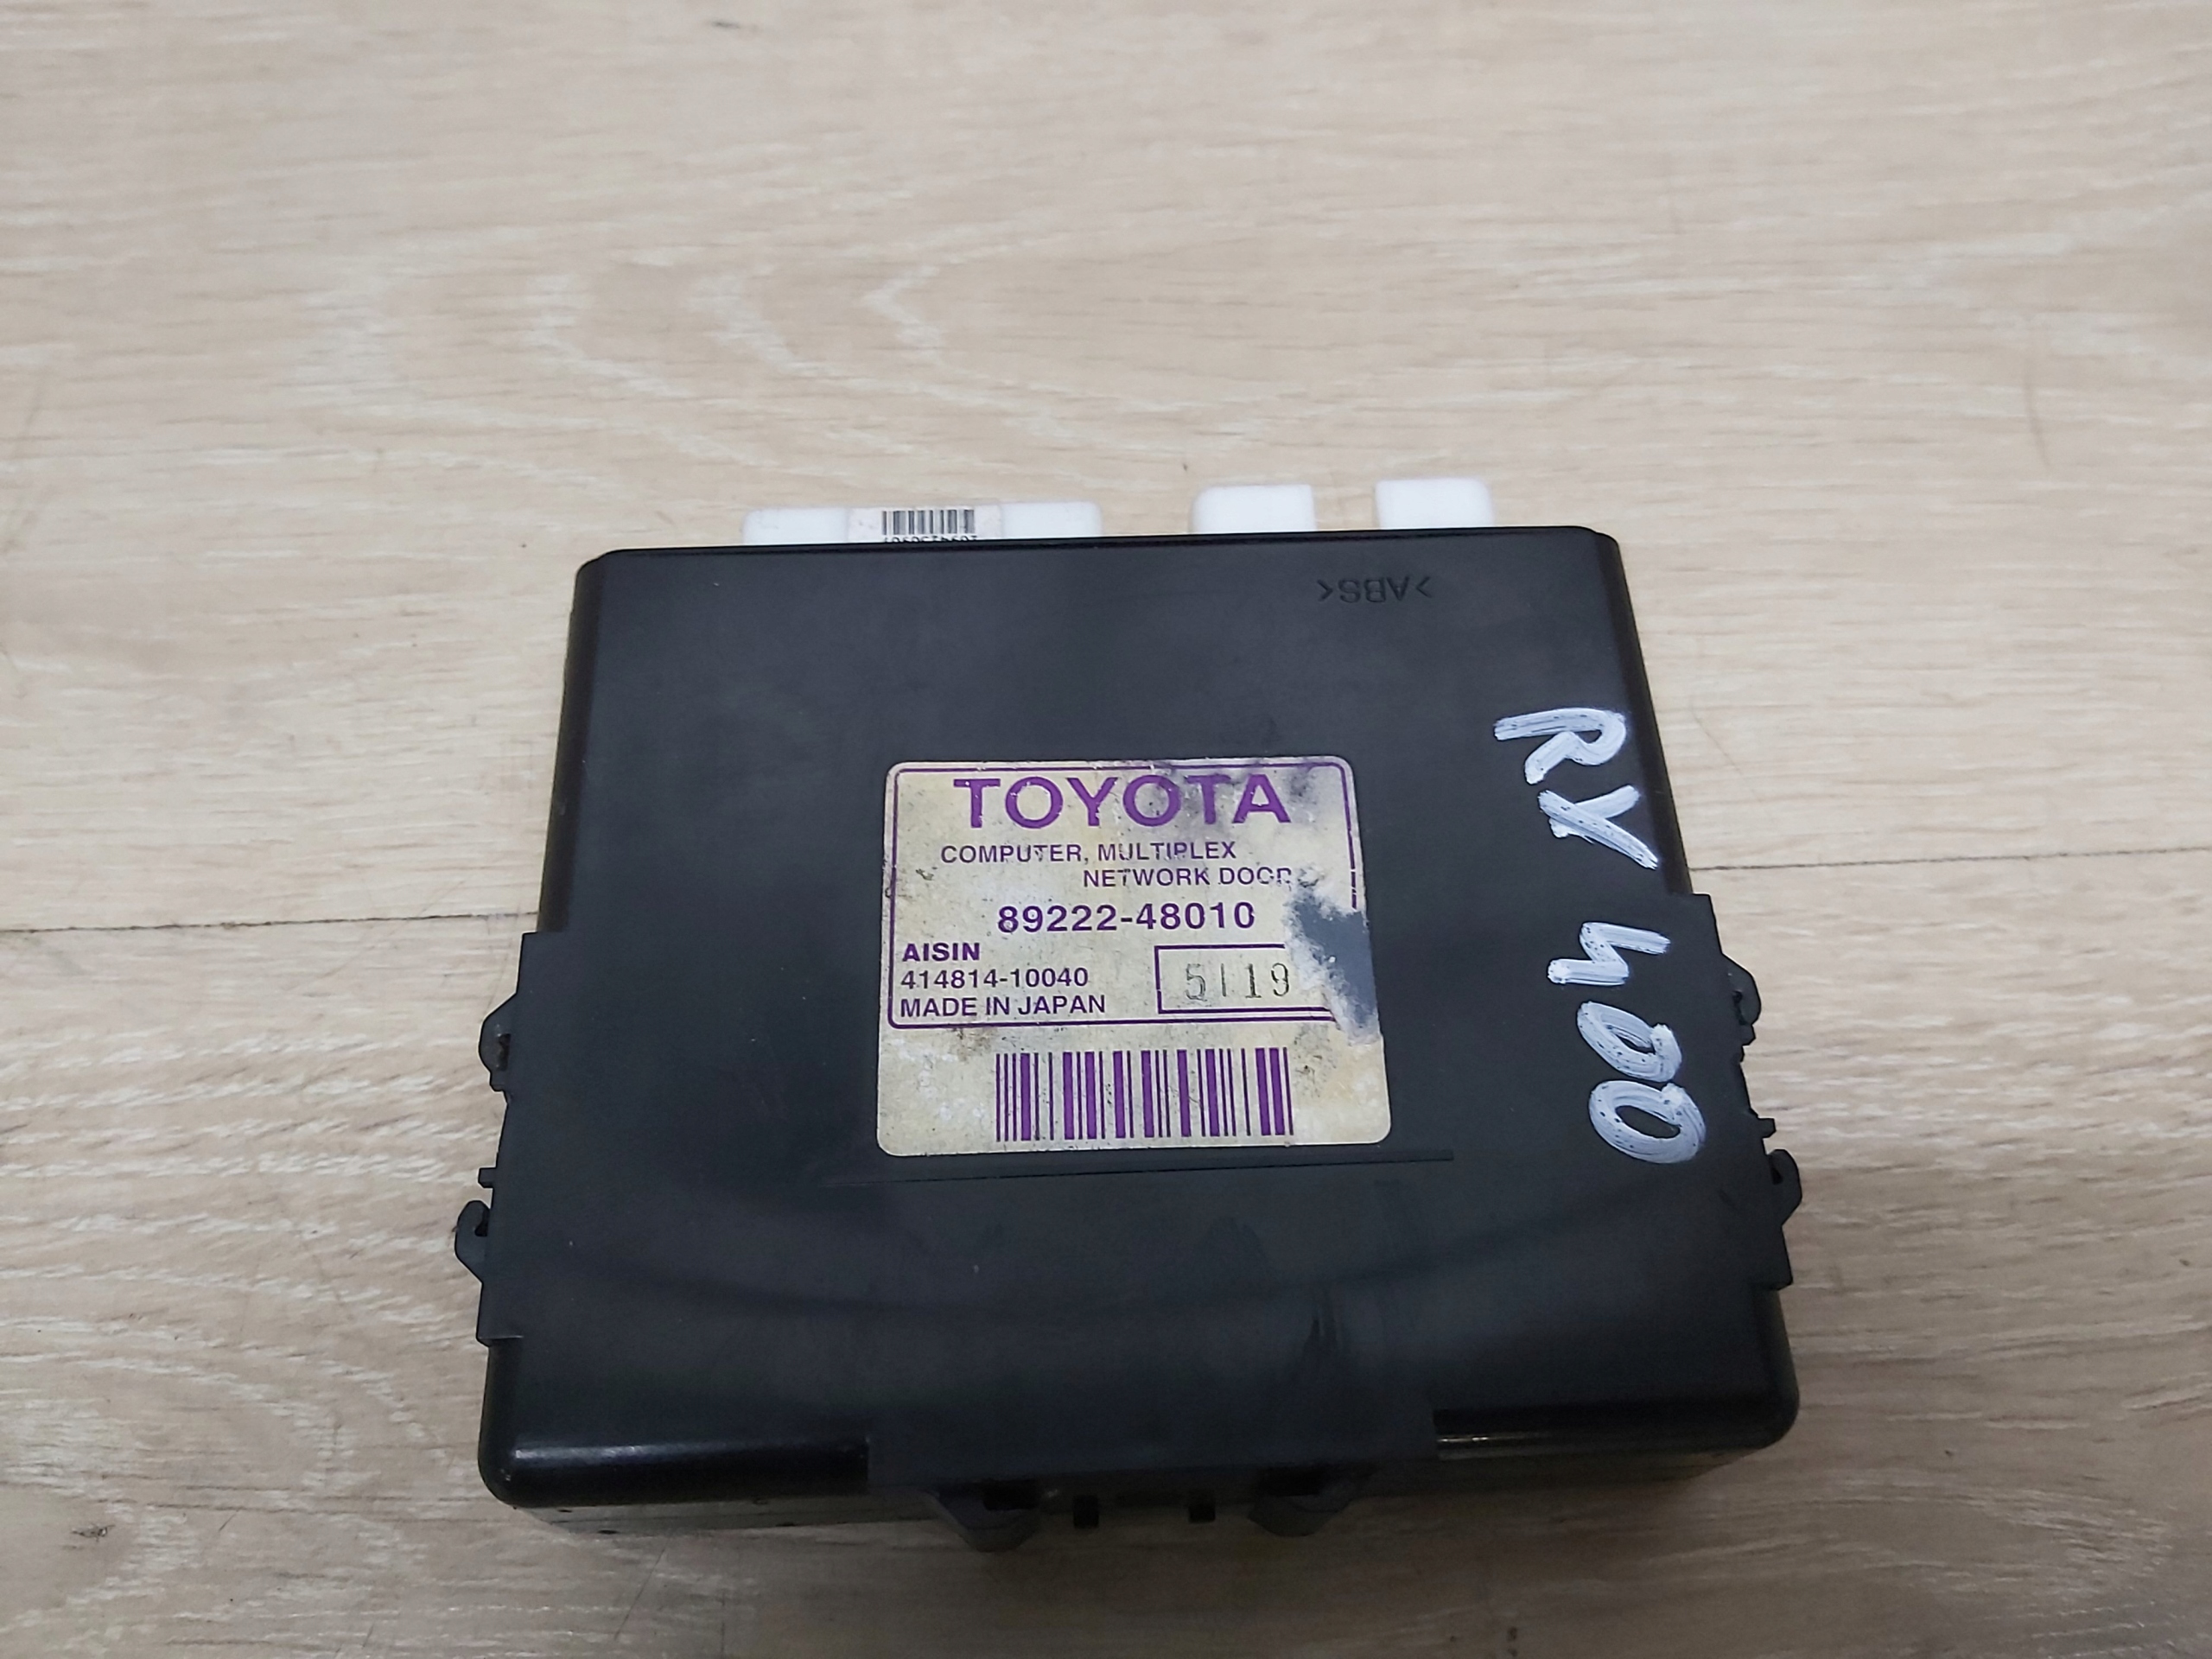 >ABS<
TOYOTA
COMPUTER, MULTIPLEX
NETWORK DOOR
89222-48010
AISIN
414814-10040
MADE IN JAPAN
5119
RX 400